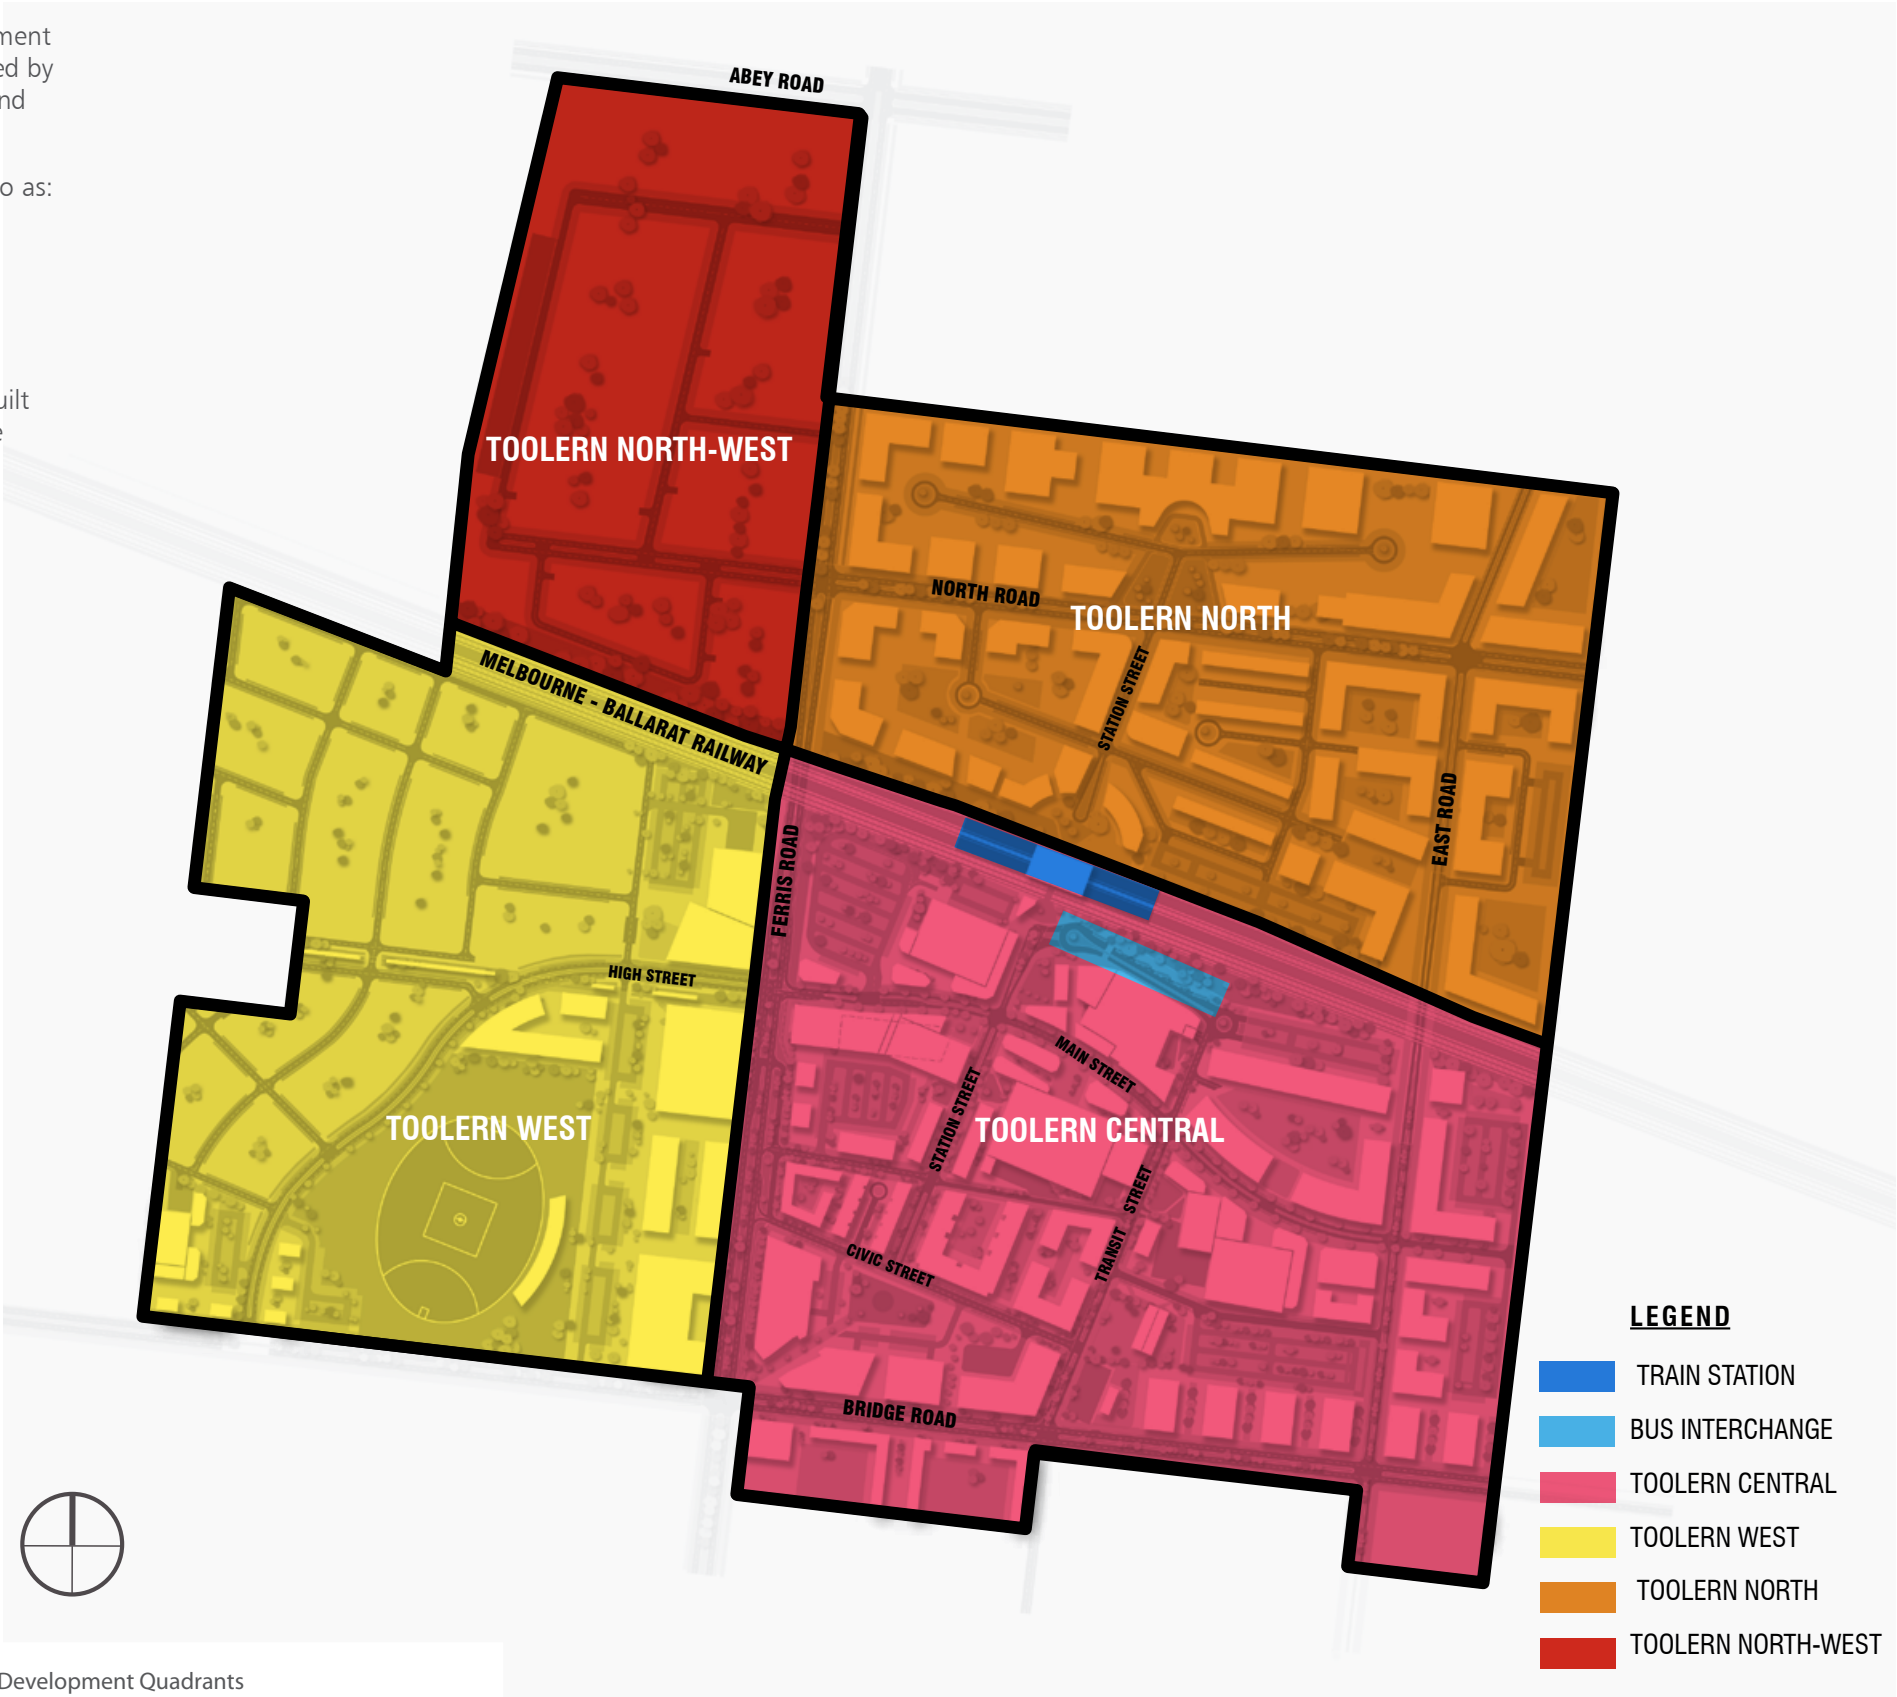 ment
ed by
nd
o as:
uilt
e
ABEY ROAD
TOOLERN NORTH-WEST
NORTH ROAD
TOOLERN NORTH
STATION STREET
MELBOURNE - BALLARAT RAILWAY
EAST ROAD
FERRIS ROAD
HIGH STREET
MAIN STREET
STATION STREET
TOOLERN WEST
TOOLERN CENTRAL
TRANSIT STREET
CIVIC STREET
BRIDGE ROAD
LEGEND
TRAIN STATION
BUS INTERCHANGE
TOOLERN CENTRAL
TOOLERN WEST
TOOLERN NORTH
TOOLERN NORTH-WEST
Development Quadrants